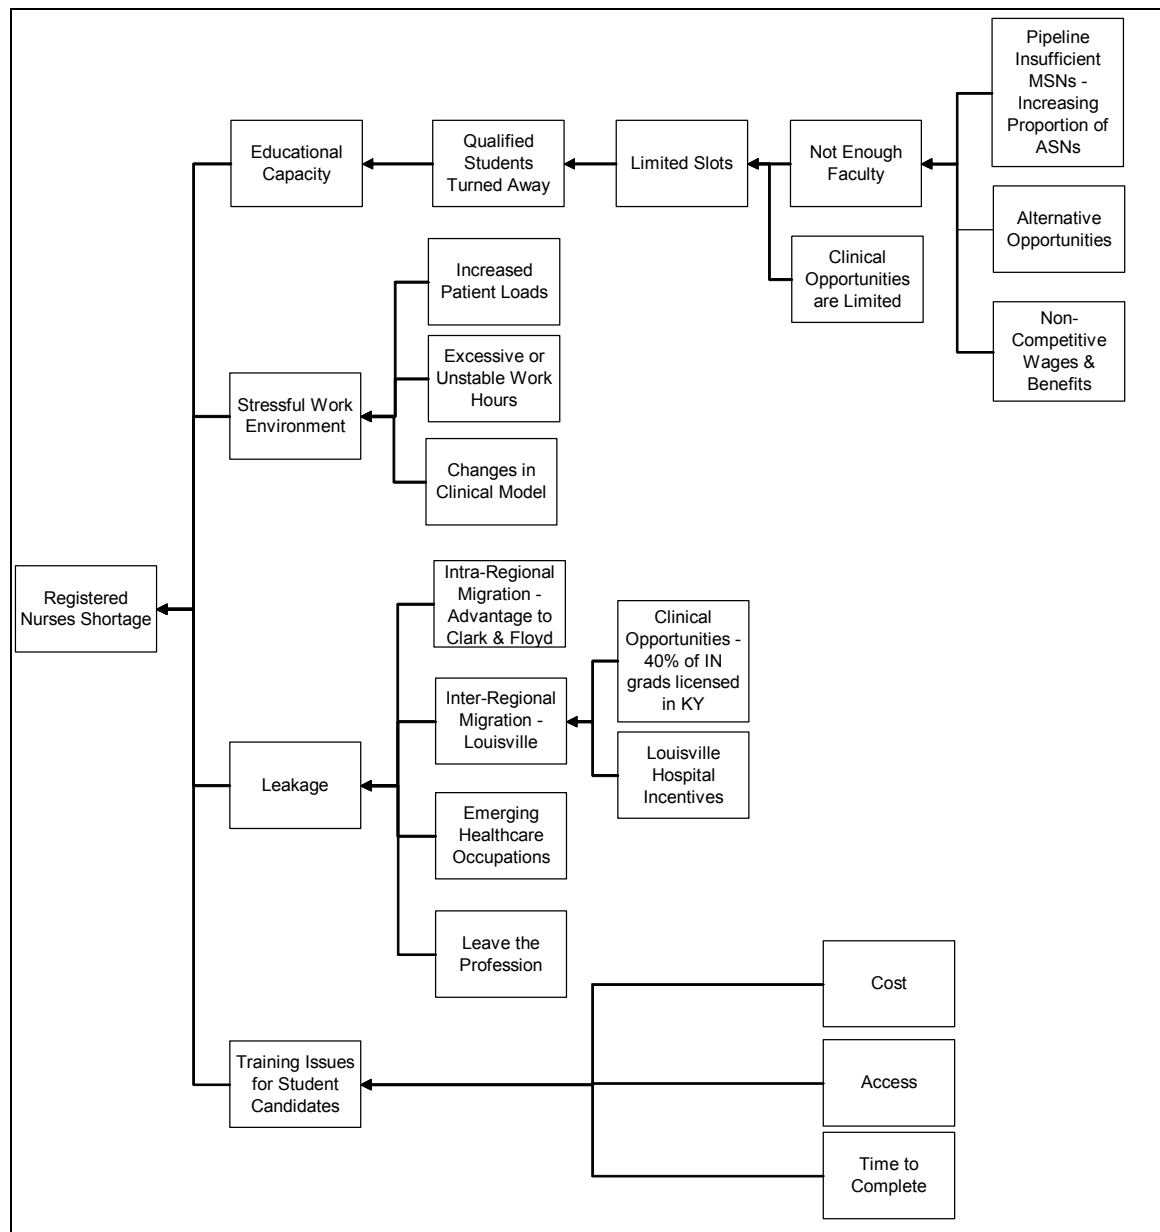 Pipeline
Insufficient
MSNs -
Increasing
Proportion of
ASNs
Educational
Capacity
Qualified
Students
Turned Away
Limited Slots
Not Enough
Faculty
Alternative
Opportunities
Clinical
Opportunities
are Limited
Non-
Competitive
Wages & Benefits
Increased
Patient Loads
Excessive or
Unstable Work
Hours
Stressful Work
Environment
Changes in
Clinical Model
Registered
Nurses Shortage
Intra-Regional
Migration -
Advantage to
Clark & Floyd
Clinical
Opportunities -
40% of IN
grads licensed
in KY
Inter-Regional
Migration -
Louisville
Louisville
Hospital
Incentives
Leakage
Emerging
Healthcare
Occupations
Leave the
Profession
Cost
Training Issues
for Student
Candidates
Access
Time to
Complete